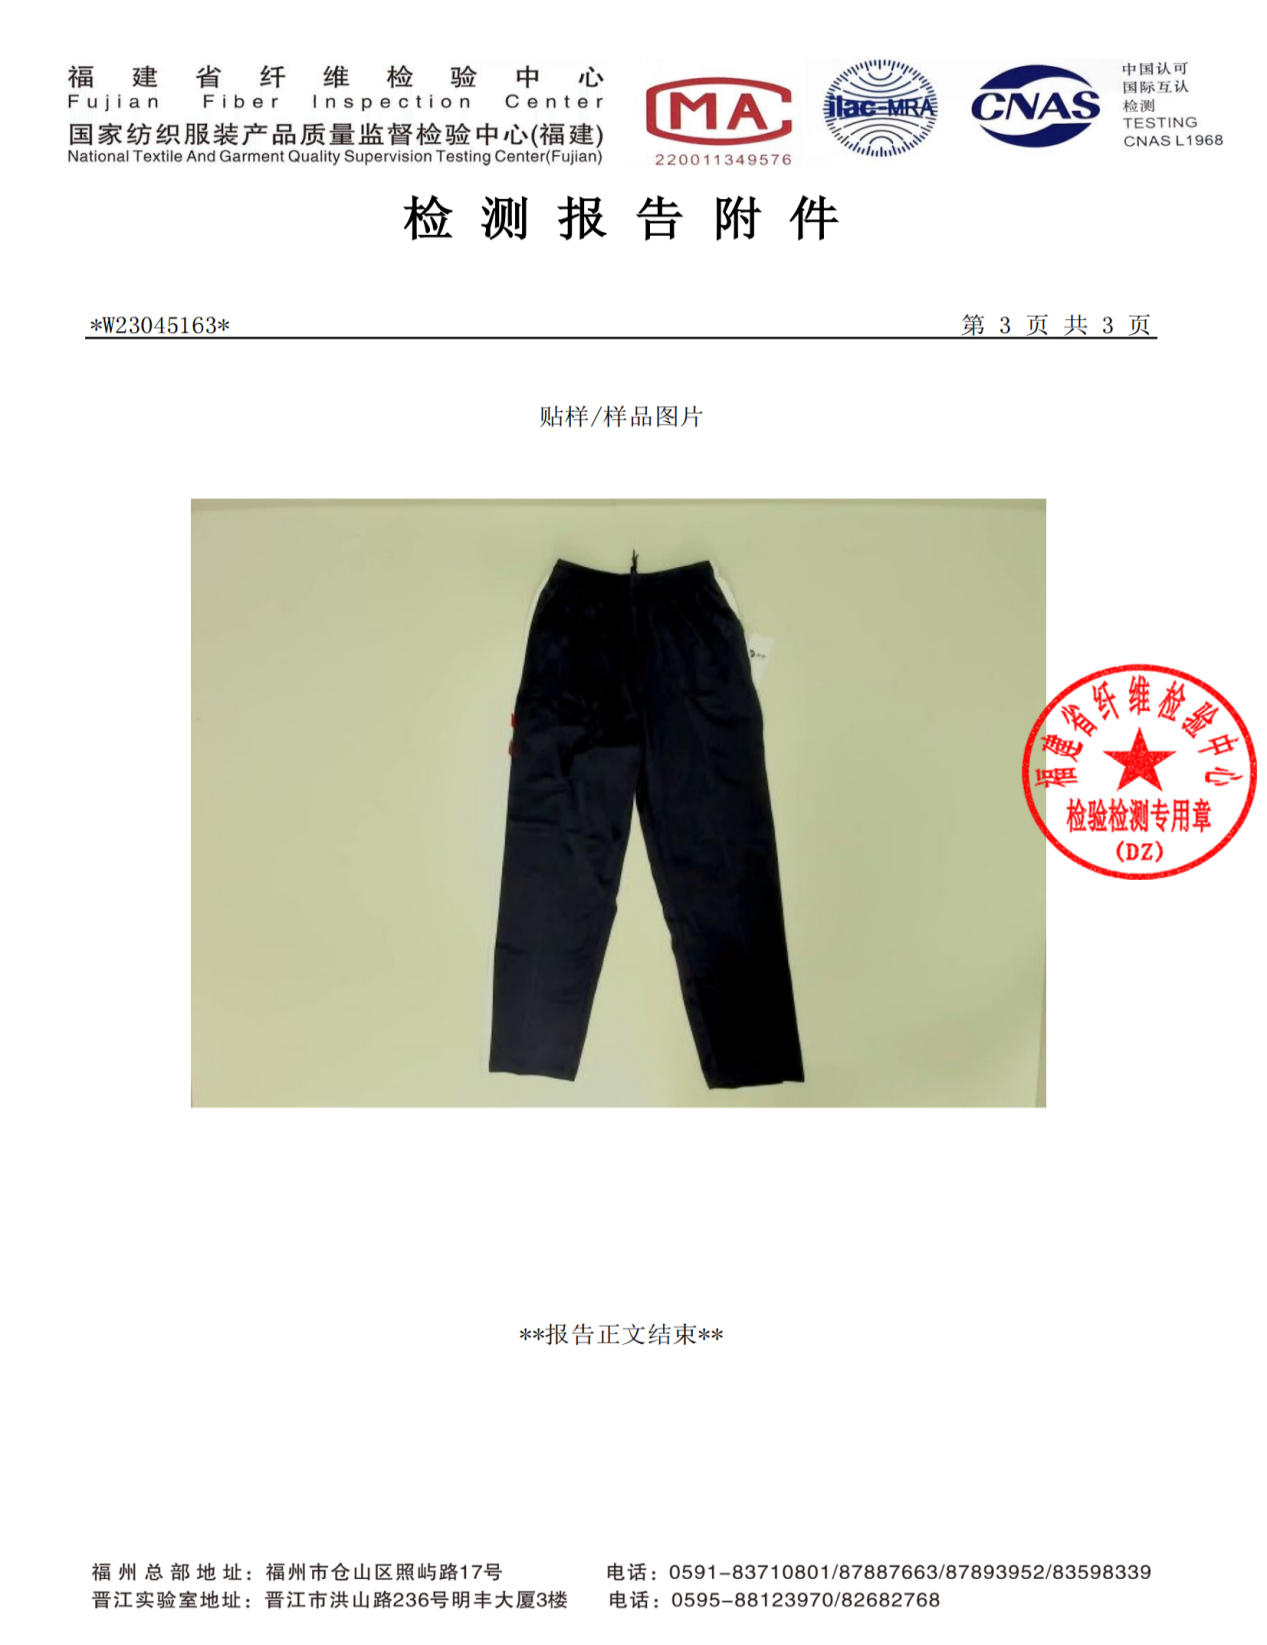 福建省纤维检验中心
Fujian Fiber Inspection Center
国家纺织服装产品质量监督检验中心(福建)
National Textile And Garment Quality Supervision Testing Center(Fujian)
MA
220011349576
ilac-MRA
CNAS
中国认可
国际互认
检测
TESTING
CNAS L1968
检测报告附件
*W23045163*
第 3 页 共 3 页
贴样/样品图片
福建省纤维检验中心
检验检测专用章
(DZ)
**报告正文结束**
福州总部地址：福州市仓山区照屿路17号
电话：0591-83710801/87887663/87893952/83598339
晋江实验室地址：晋江市洪山路236号明丰大厦3楼
电话：0595-88123970/82682768